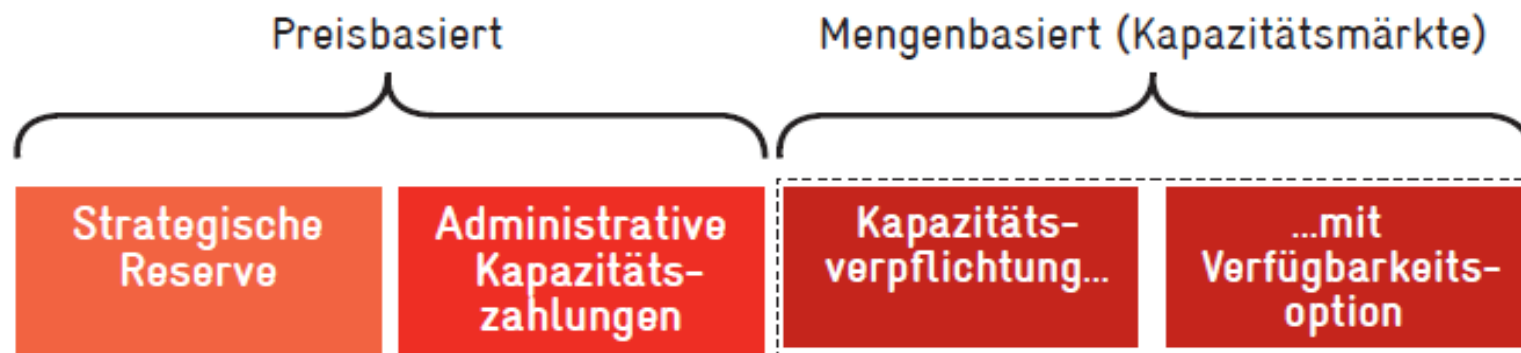 Preisbasiert
Mengenbasiert (Kapazitätsmärkte)
Strategische
Reserve
Administrative
Kapazitäts-
zahlungen
Kapazitäts-
verpflichtung...
...mit
Verfügbarkeits-
option